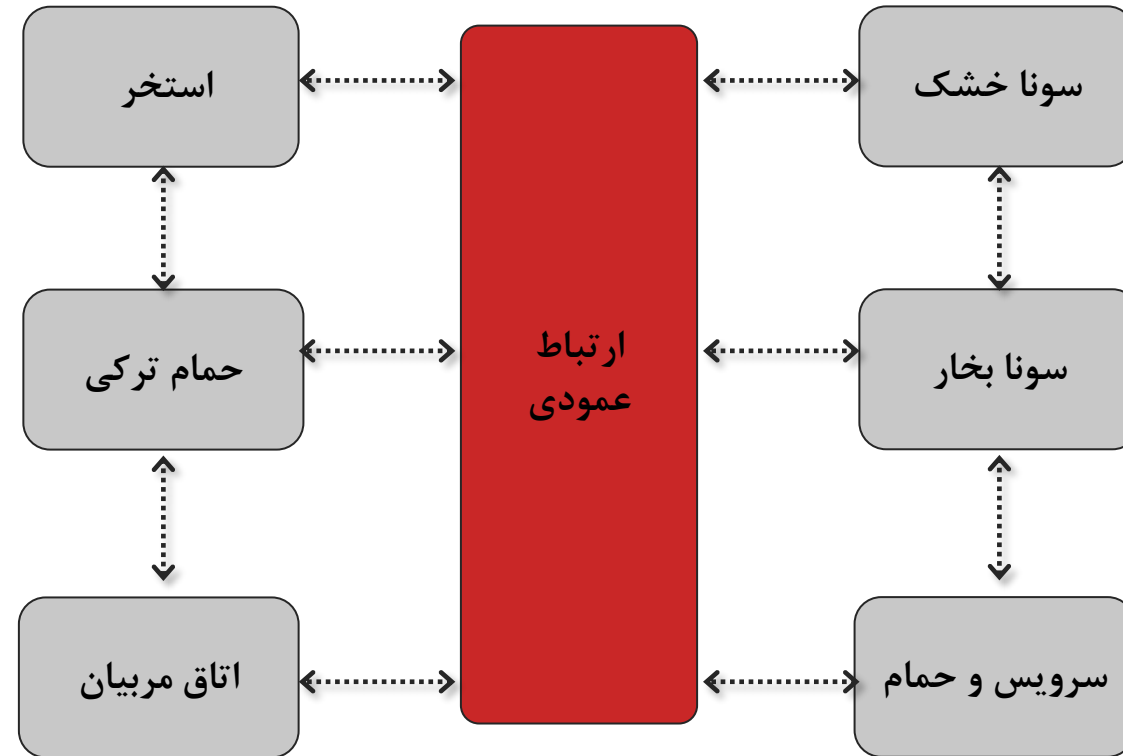 سونا خشک
استخر
سونا بخار
ارتباط
عمودی
حمام ترکی
سرویس و حمام
اتاق مربیان